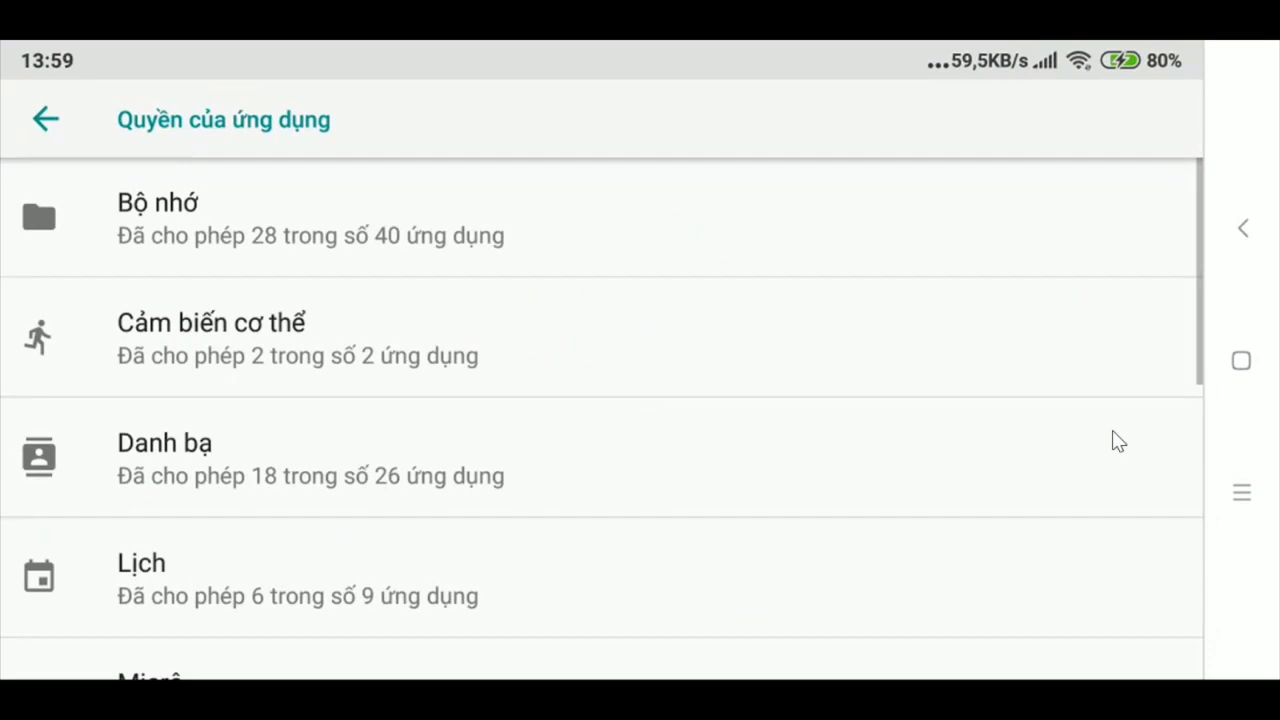 13:59
...59,5KB/s 80%
Quyền của ứng dụng
Bộ nhớ
Đã cho phép 28 trong số 40 ứng dụng
Cảm biến cơ thể
Đã cho phép 2 trong số 2 ứng dụng
Danh bạ
Đã cho phép 18 trong số 26 ứng dụng
Lịch
Đã cho phép 6 trong số 9 ứng dụng